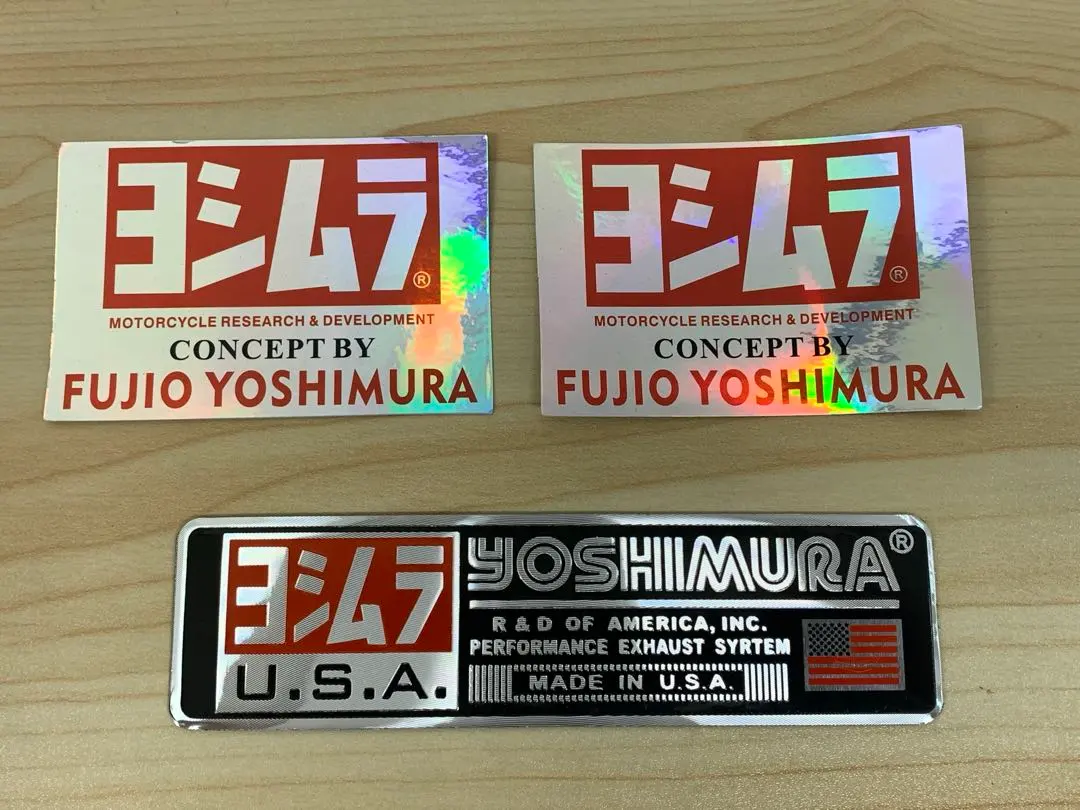 ヨシムラ®
MOTORCYCLE RESEARCH & DEVELOPMENT
CONCEPT BY
FUJIO YOSHIMURA
ヨシムラ®
MOTORCYCLE RESEARCH & DEVELOPMENT
CONCEPT BY
FUJIO YOSHIMURA
ヨシムラ
U.S.A.
YOSHIMURA®
R & D OF AMERICA, INC.
PERFORMANCE EXHAUST SYRTEM
MADE IN U.S.A.